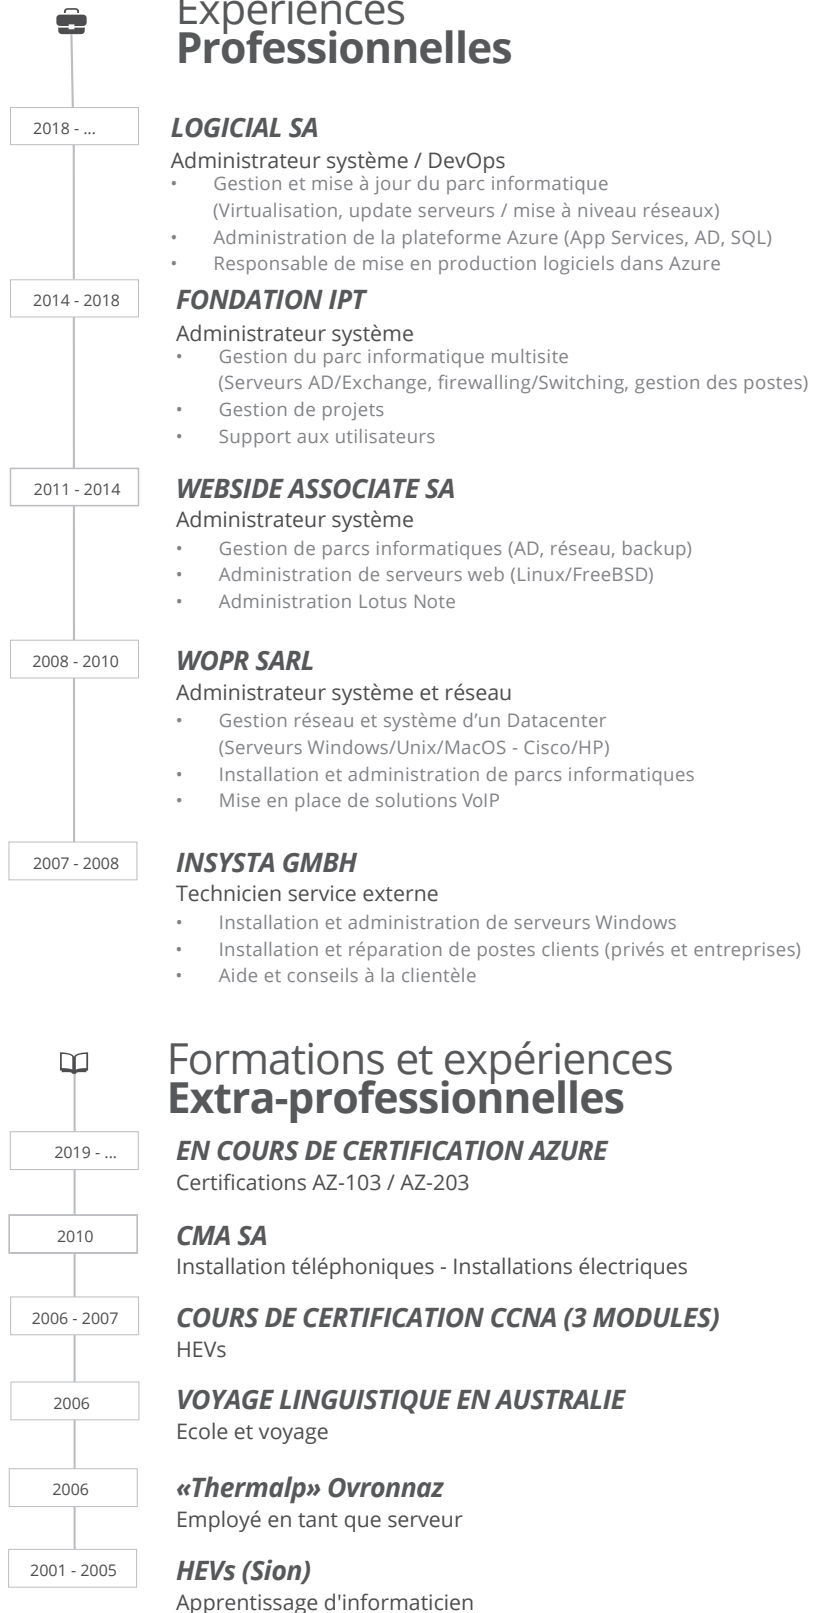 Expériences
Professionnelles
2018 - ...
LOGICIAL SA
Administrateur système / DevOps
• Gestion et mise à jour du parc informatique
(Virtualisation, update serveurs / mise à niveau réseaux)
• Administration de la plateforme Azure (App Services, AD, SQL)
• Responsable de mise en production logiciels dans Azure
2014 - 2018
FONDATION IPT
Administrateur système
• Gestion du parc informatique multisite
(Serveurs AD/Exchange, firewalling/Switching, gestion des postes)
• Gestion de projets
• Support aux utilisateurs
2011 - 2014
WEBSIDE ASSOCIATE SA
Administrateur système
• Gestion de parcs informatiques (AD, réseau, backup)
• Administration de serveurs web (Linux/FreeBSD)
• Administration Lotus Note
2008 - 2010
WOPR SARL
Administrateur système et réseau
• Gestion réseau et système d’un Datacenter
(Serveurs Windows/Unix/MacOS - Cisco/HP)
• Installation et administration de parcs informatiques
• Mise en place de solutions VoIP
2007 - 2008
INSYSTA GMBH
Technicien service externe
• Installation et administration de serveurs Windows
• Installation et réparation de postes clients (privés et entreprises)
• Aide et conseils à la clientèle
Formations et expériences
Extra-professionnelles
2019 - ...
EN COURS DE CERTIFICATION AZURE
Certifications AZ-103 / AZ-203
2010
CMA SA
Installation téléphoniques - Installations électriques
2006 - 2007
COURS DE CERTIFICATION CCNA (3 MODULES)
HEVs
2006
VOYAGE LINGUISTIQUE EN AUSTRALIE
Ecole et voyage
2006
«Thermalp» Ovronnaz
Employé en tant que serveur
2001 - 2005
HEVs (Sion)
Apprentissage d'informaticien